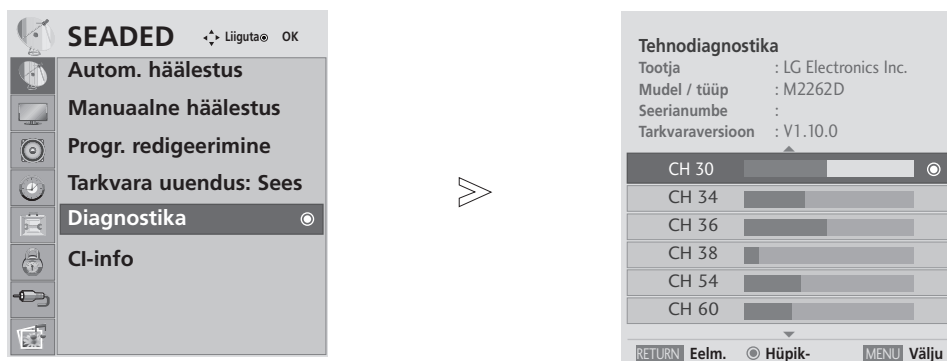 SEADED Liiguta OK
Autom. häälestus
Manuaalne häälestus
Progr. redigeerimine
Tarkvara uuendus: Sees
Diagnostika
CI-info
Tehnodiagnostika
Tootja : LG Electronics Inc.
Mudel / tüüp : M2262D
Seerianumbe :
Tarkvaraversioon : V1.10.0
CH 30
CH 34
CH 36
CH 38
CH 54
CH 60
RETURN Eelm. Hüpik- MENU Välju